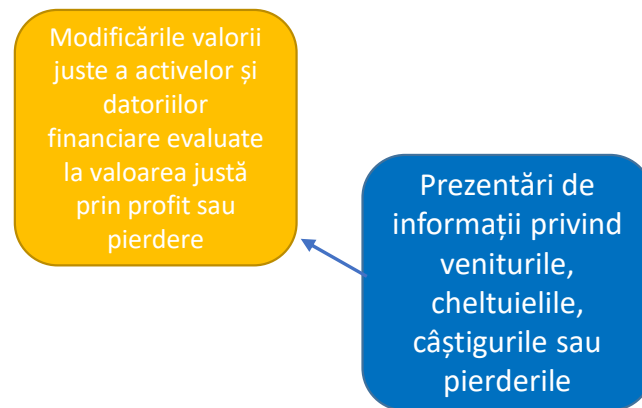 Modificările valorii
juste a activelor și
datoriilor
financiare evaluate
la valoarea justă
prin profit sau
pierdere
Prezentări de
informații privind
veniturile,
cheltuielile,
câștigurile sau
pierderile